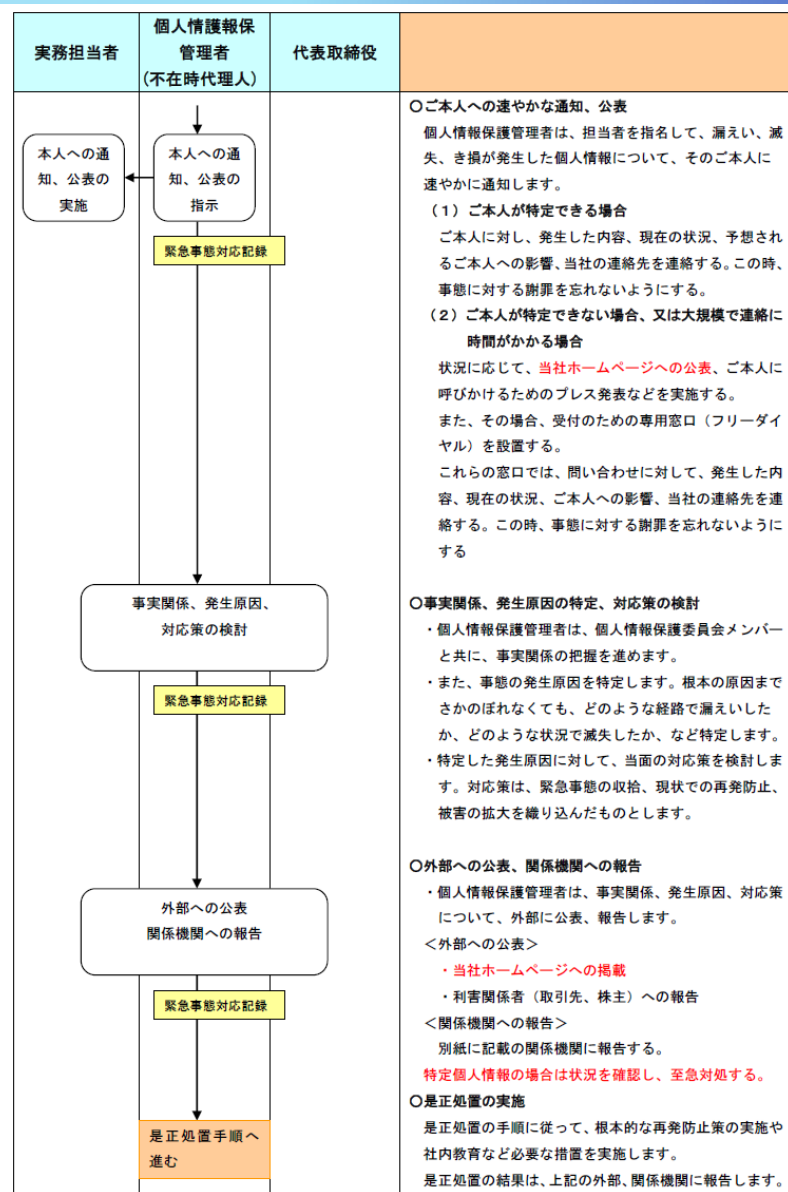 実務担当者
個人情護報保
管理者
(不在時代理人)
代表取締役
本人への通
知、公表の
実施
本人への通
知、公表の
指示
緊急事態対応記録
〇ご本人への速やかな通知、公表
個人情報保護管理者は、担当者を指名して、漏えい、滅
失、き損が発生した個人情報について、そのご本人に
速やかに通知します。
（１）ご本人が特定できる場合
ご本人に対し、発生した内容、現在の状況、予想され
るご本人への影響、当社の連絡先を連絡する。この時、
事態に対する謝罪を忘れないようにする。
（２）ご本人が特定できない場合、又は大規模で連絡に
時間がかかる場合
状況に応じて、当社ホームページへの公表、ご本人に
呼びかけるためのプレス発表などを実施する。
また、その場合、受付のための専用窓口（フリーダイ
ヤル）を設置する。
これらの窓口では、問い合わせに対して、発生した内
容、現在の状況、ご本人への影響、当社の連絡先を連
絡する。この時、事態に対する謝罪を忘れないように
する
事実関係、発生原因、
対応策の検討
緊急事態対応記録
〇事実関係、発生原因の特定、対応策の検討
・個人情報保護管理者は、個人情報保護委員会メンバー
と共に、事実関係の把握を進めます。
・また、事態の発生原因を特定します。根本の原因まで
さかのぼれなくても、どのような経路で漏えいした
か、どのような状況で滅失したか、など特定します。
・特定した発生原因に対して、当面の対応策を検討しま
す。対応策は、緊急事態の収拾、現状での再発防止、
被害の拡大を織り込んだものとします。
外部への公表
関係機関への報告
緊急事態対応記録
〇外部への公表、関係機関への報告
・個人情報保護管理者は、事実関係、発生原因、対応策
について、外部に公表、報告します。
＜外部への公表＞
・当社ホームページへの掲載
・利害関係者（取引先、株主）への報告
＜関係機関への報告＞
別紙に記載の関係機関に報告する。
特定個人情報の場合は状況を確認し、至急対処する。
是正処置手順へ
進む
〇是正処置の実施
是正処置の手順に従って、根本的な再発防止策の実施や
社内教育など必要な措置を実施します。
是正処置の結果は、上記の外部、関係機関に報告します。